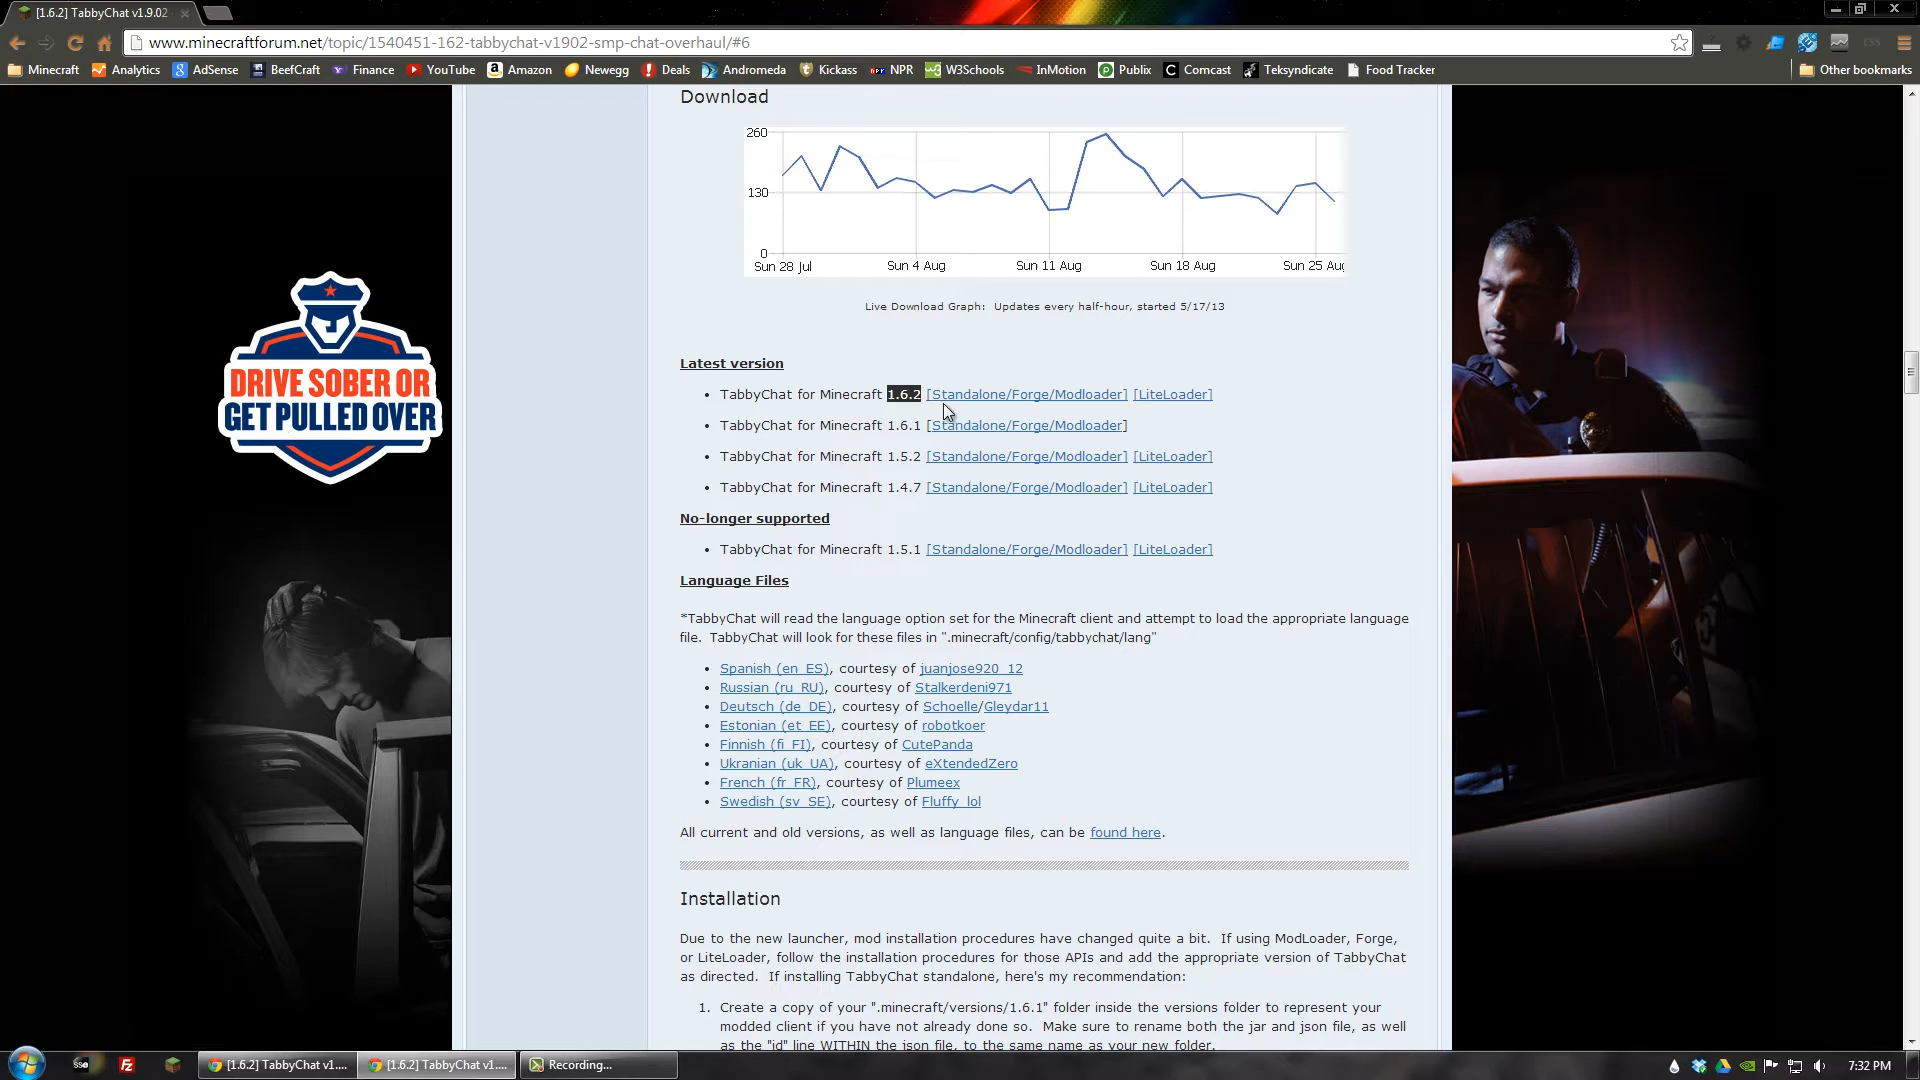 [1.6.2] TabbyChat v1.9.02
www.minecraftforum.net/topic/1540451-162-tabbychat-v1902-smp-chat-overhaul/#6
Minecraft Analytics AdSense BeefCraft Finance YouTube Amazon Newegg Deals Andromeda Kickass NPR W3Schools InMotion Publix Comcast Teksyndicate Food Tracker Other bookmarks
Download
260
130
0
Sun 28 Jul Sun 4 Aug Sun 11 Aug Sun 18 Aug Sun 25 Aug
Live Download Graph: Updates every half-hour, started 5/17/13
DRIVE SOBER OR
GET PULLED OVER
Latest version
• TabbyChat for Minecraft 1.6.2 [Standalone/Forge/Modloader] [LiteLoader]
• TabbyChat for Minecraft 1.6.1 [Standalone/Forge/Modloader]
• TabbyChat for Minecraft 1.5.2 [Standalone/Forge/Modloader] [LiteLoader]
• TabbyChat for Minecraft 1.4.7 [Standalone/Forge/Modloader] [LiteLoader]
No-longer supported
• TabbyChat for Minecraft 1.5.1 [Standalone/Forge/Modloader] [LiteLoader]
Language Files
*TabbyChat will read the language option set for the Minecraft client and attempt to load the appropriate language
file. TabbyChat will look for these files in ".minecraft/config/tabbychat/lang"
• Spanish (en_ES), courtesy of juanjose920_12
• Russian (ru_RU), courtesy of Stalkerdeni971
• Deutsch (de_DE), courtesy of Schoelle/Gleydar11
• Estonian (et_EE), courtesy of robotkoer
• Finnish (fi_FI), courtesy of CutePanda
• Ukranian (uk_UA), courtesy of eXtendedZero
• French (fr_FR), courtesy of Plumeex
• Swedish (sv_SE), courtesy of Fluffy_lol
All current and old versions, as well as language files, can be found here.
Installation
Due to the new launcher, mod installation procedures have changed quite a bit. If using ModLoader, Forge,
or LiteLoader, follow the installation procedures for those APIs and add the appropriate version of TabbyChat
as directed. If installing TabbyChat standalone, here's my recommendation:
1. Create a copy of your ".minecraft/versions/1.6.1" folder inside the versions folder to represent your
modded client if you have not already done so. Make sure to rename both the jar and json file, as well
as the "id" line WITHIN the json file, to the same name as your new folder.
[1.6.2] TabbyChat v1.... [1.6.2] TabbyChat v1.... Recording... 7:32 PM